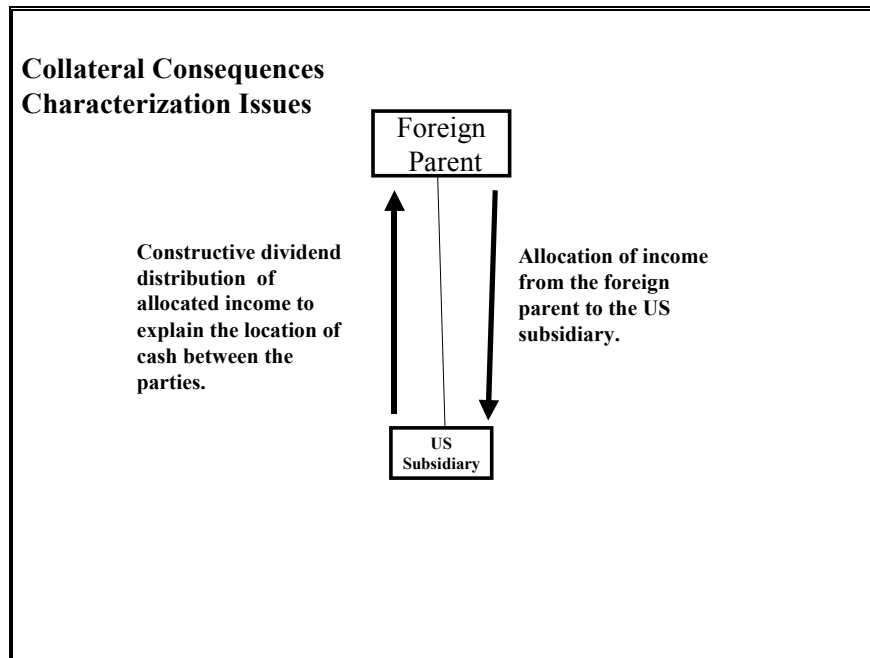 Collateral Consequences
Characterization Issues
Foreign
Parent
Constructive dividend
distribution of
allocated income to
explain the location of
cash between the
parties.
Allocation of income
from the foreign
parent to the US
subsidiary.
US
Subsidiary